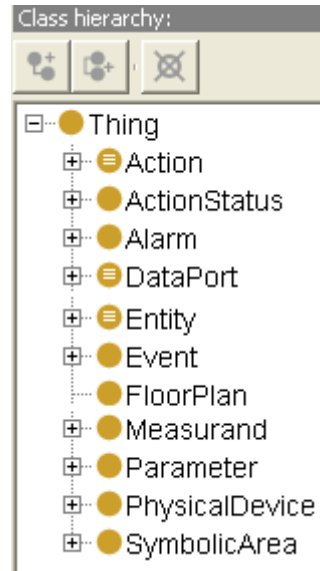 Class hierarchy:
Thing
Action
ActionStatus
Alarm
DataPort
Entity
Event
FloorPlan
Measurand
Parameter
PhysicalDevice
SymbolicArea